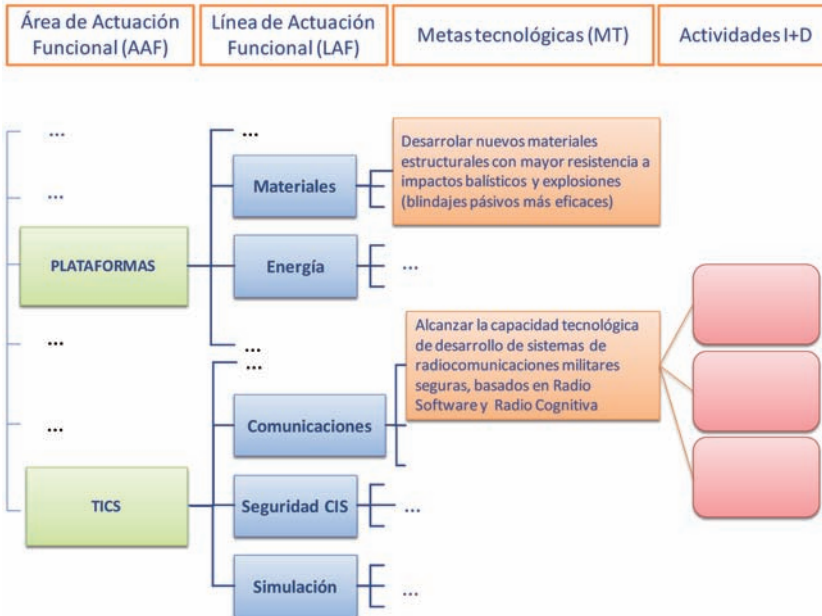 Área de Actuación
Funcional (AAF)
Línea de Actuación
Funcional (LAF)
Metas tecnológicas (MT)
Actividades I+D
...
...
PLATAFORMAS
...
...
TICS
...
Materiales
Energía
...
...
Comunicaciones
Seguridad CIS
Simulación
Desarrolar nuevos materiales
estructurales con mayor resistencia a
impactos balísticos y explosiones
(blindajes pásivos más eficaces)
...
Alcanzar la capacidad tecnológica
de desarrollo de sistemas de
radiocomunicaciones militares
seguras, basados en Radio
Software y Radio Cognitiva
...
...